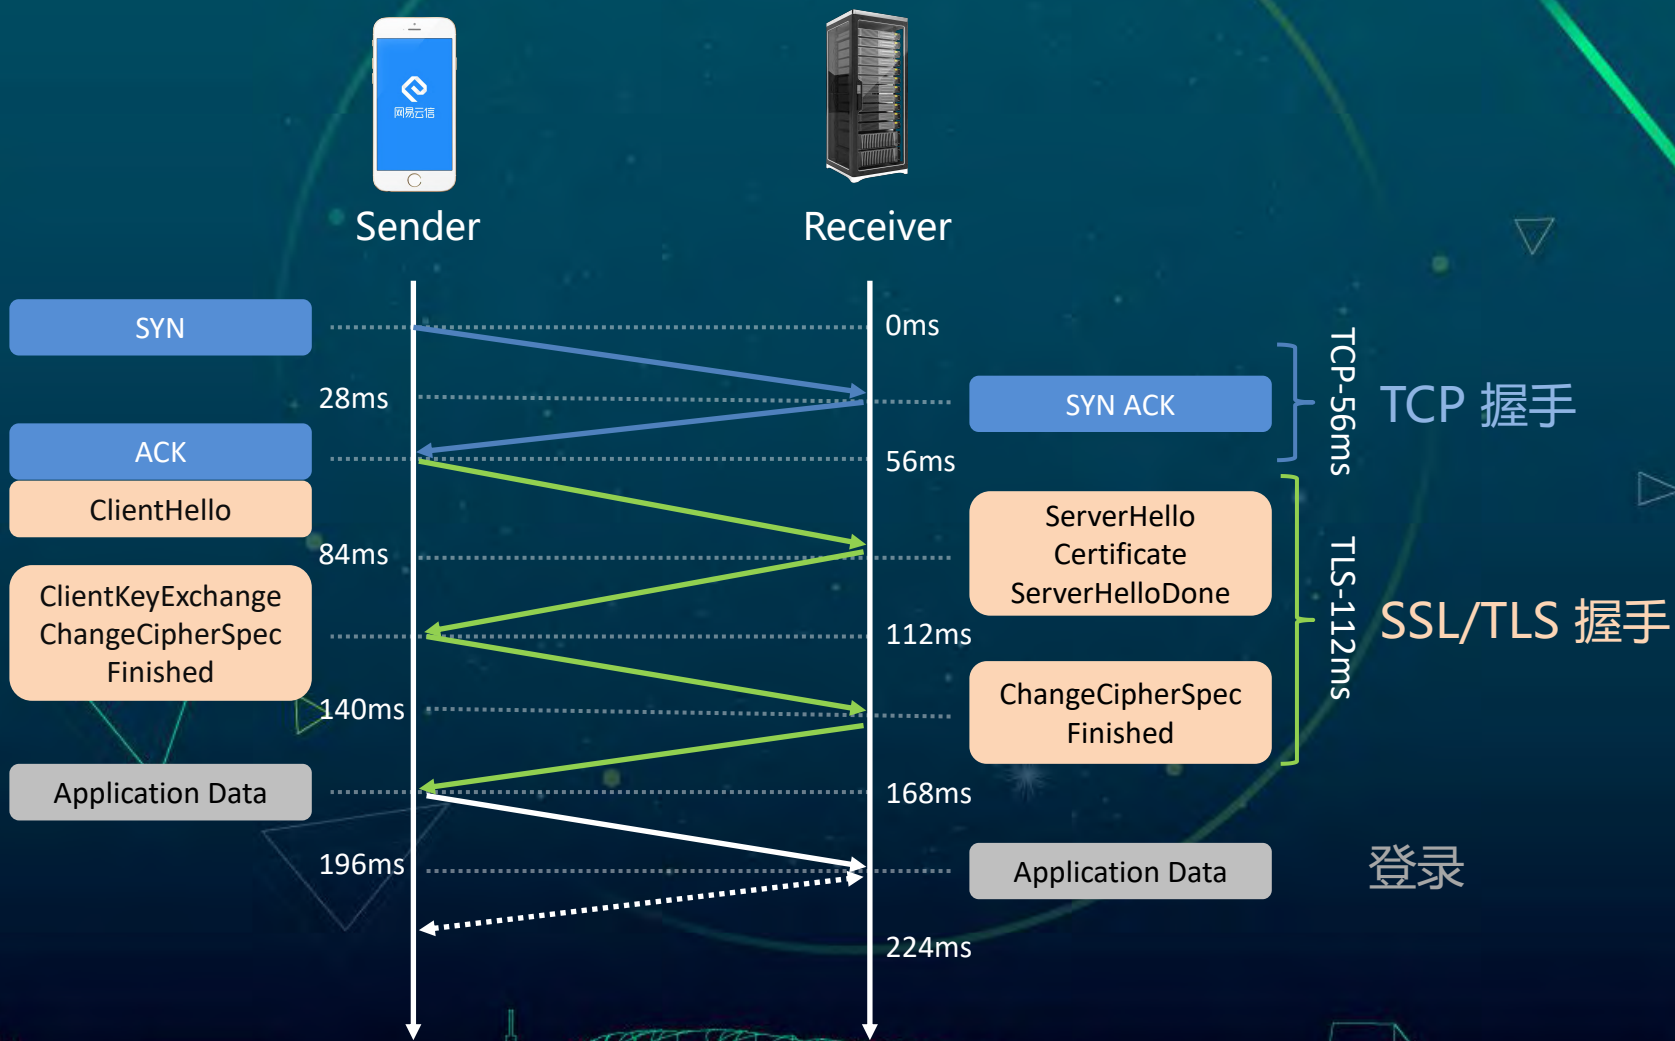 网易云信
Sender
Receiver
SYN
0ms
28ms
SYN ACK
TCP-56ms
TCP 握手
ACK
56ms
ClientHello
84ms
ServerHello
Certificate
ServerHelloDone
ClientKeyExchange
ChangeCipherSpec
Finished
112ms
TLS-112ms
SSL/TLS 握手
140ms
ChangeCipherSpec
Finished
Application Data
168ms
196ms
Application Data
登录
224ms